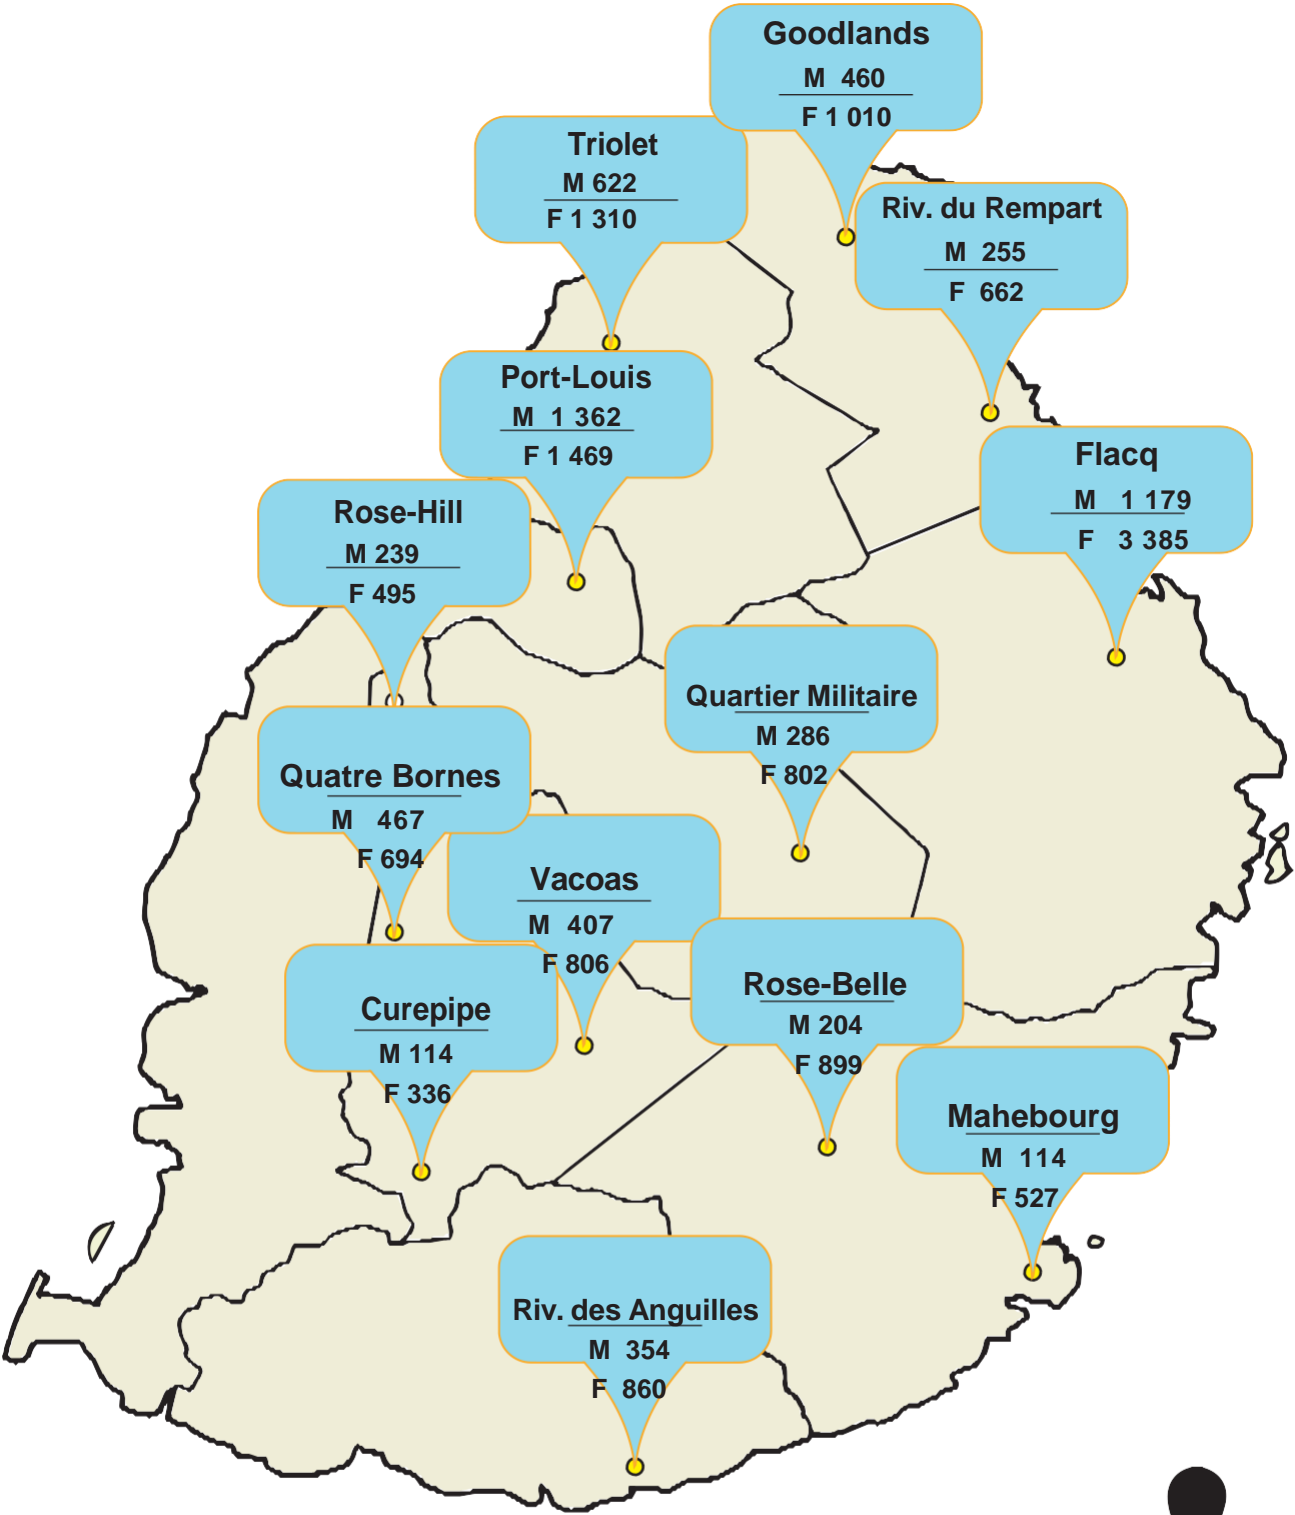 Goodlands
M 460
F 1 010
Triolet
M 622
F 1 310
Riv. du Rempart
M 255
F 662
Port-Louis
M 1 362
F 1 469
Flacq
M 1 179
F 3 385
Rose-Hill
M 239
F 495
Quartier Militaire
M 286
F 802
Quatre Bornes
M 467
F 694
Vacoas
M 407
F 806
Rose-Belle
M 204
F 899
Curepipe
M 114
F 336
Mahebourg
M 114
F 527
Riv. des Anguilles
M 354
F 860